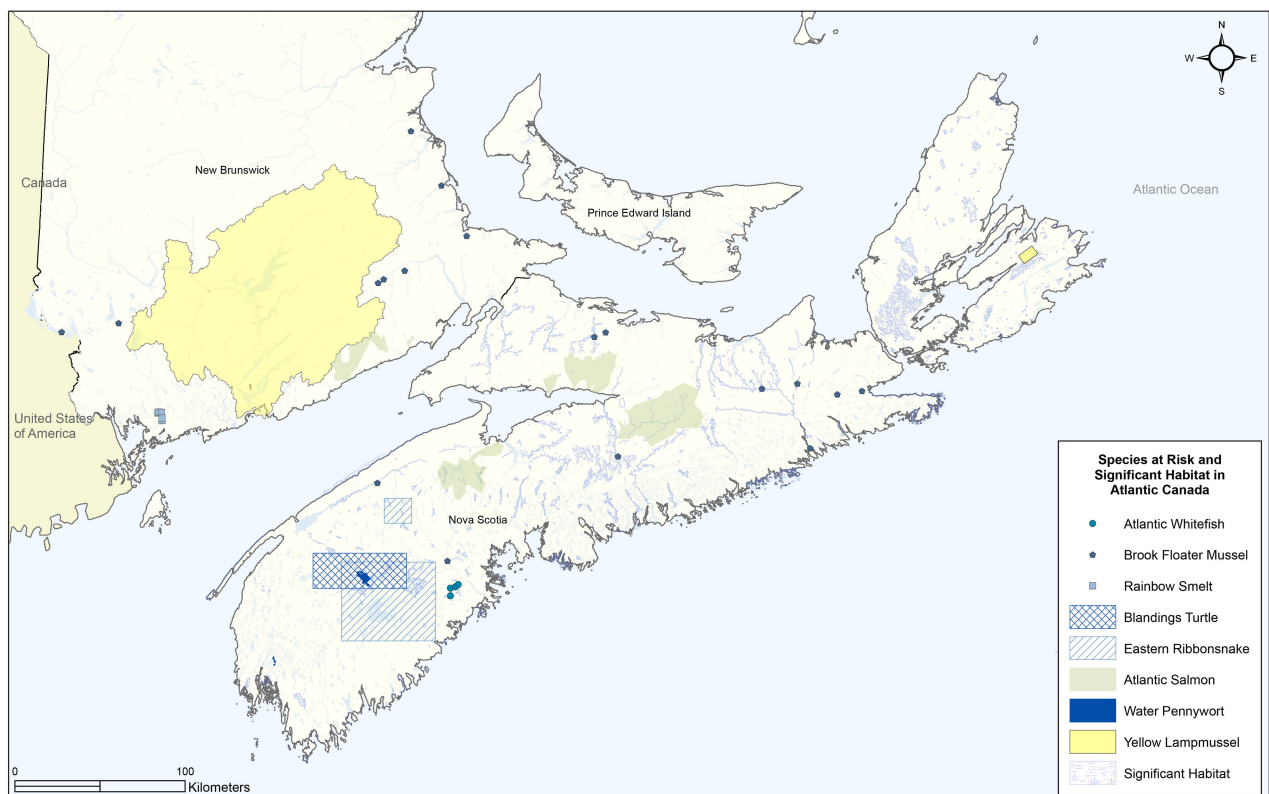 N
W
E
S
New Brunswick
Canada
Atlantic Ocean
Prince Edward Island
United States
of America
Nova Scotia
Species at Risk and
Significant Habitat in
Atlantic Canada
Atlantic Whitefish
Brook Floater Mussel
Rainbow Smelt
Blandings Turtle
Eastern Ribbonsnake
Atlantic Salmon
Water Pennywort
Yellow Lampmussel
Significant Habitat
0
100
Kilometers